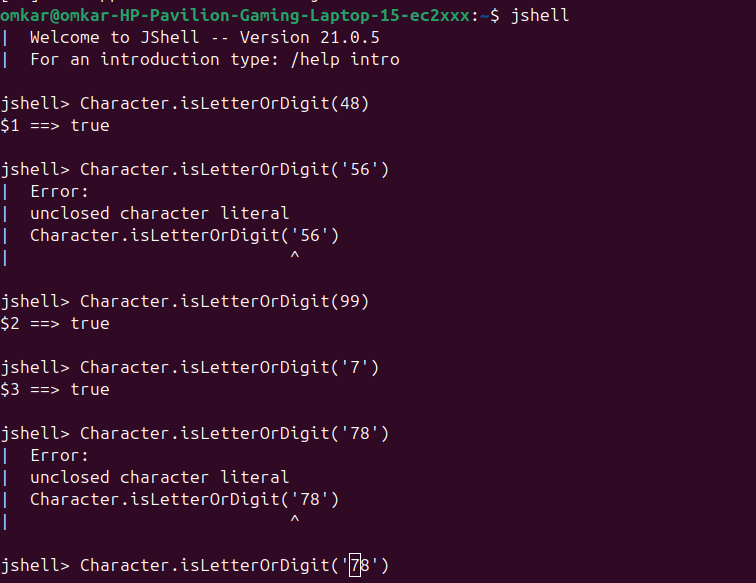 omkar@omkar-HP-Pavilion-Gaming-Laptop-15-ec2xxx:~$ jshell
|  Welcome to JShell -- Version 21.0.5
|  For an introduction type: /help intro

jshell> Character.isLetterOrDigit(48)
$1 ==> true

jshell> Character.isLetterOrDigit('56')
|  Error:
|  unclosed character literal
|  Character.isLetterOrDigit('56')
|                            ^

jshell> Character.isLetterOrDigit(99)
$2 ==> true

jshell> Character.isLetterOrDigit('7')
$3 ==> true

jshell> Character.isLetterOrDigit('78')
|  Error:
|  unclosed character literal
|  Character.isLetterOrDigit('78')
|                            ^

jshell> Character.isLetterOrDigit('78')